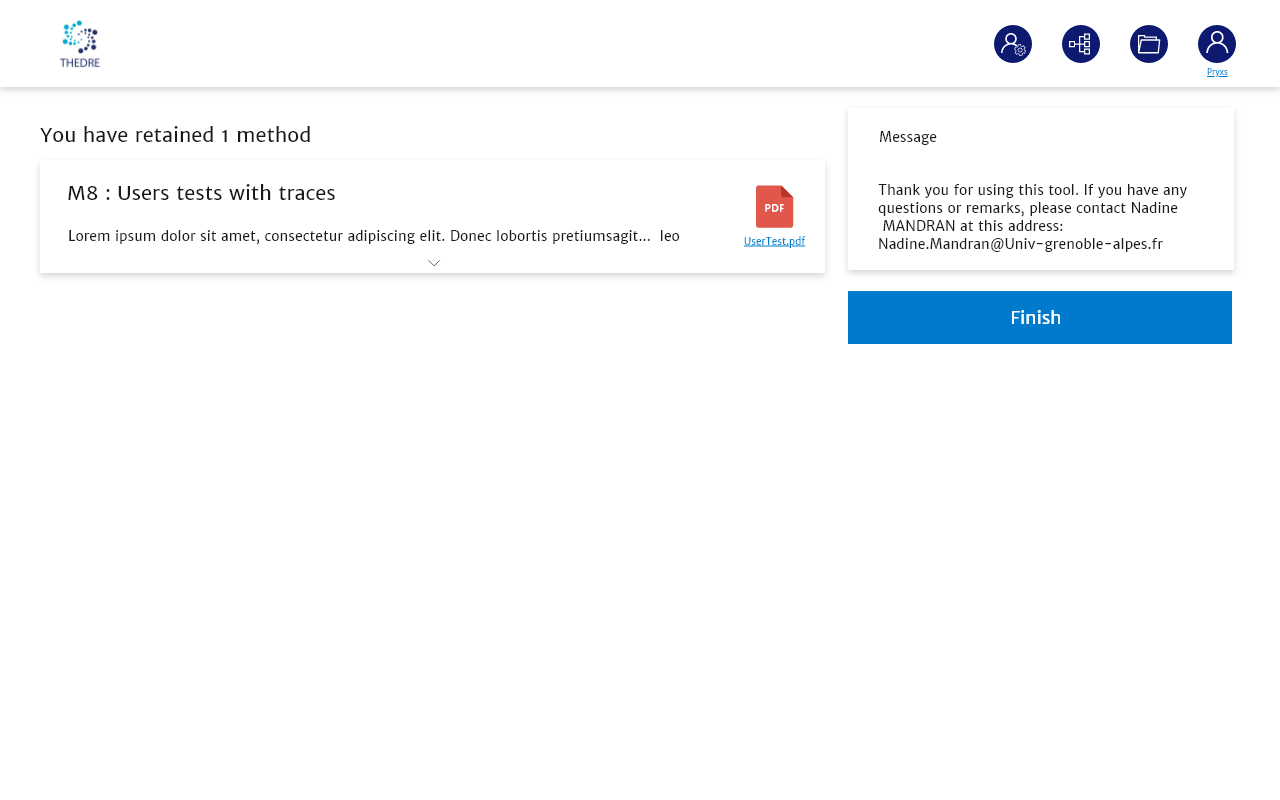 THEDRE
Pryxs
You have retained 1 method
M8 : Users tests with traces
Lorem ipsum dolor sit amet, consectetur adipiscing elit. Donec lobortis pretiumsagit... leo
PDF
UserTest.pdf
Message
Thank you for using this tool. If you have any
questions or remarks, please contact Nadine
MANDRAN at this address:
Nadine.Mandran@Univ-grenoble-alpes.fr
Finish